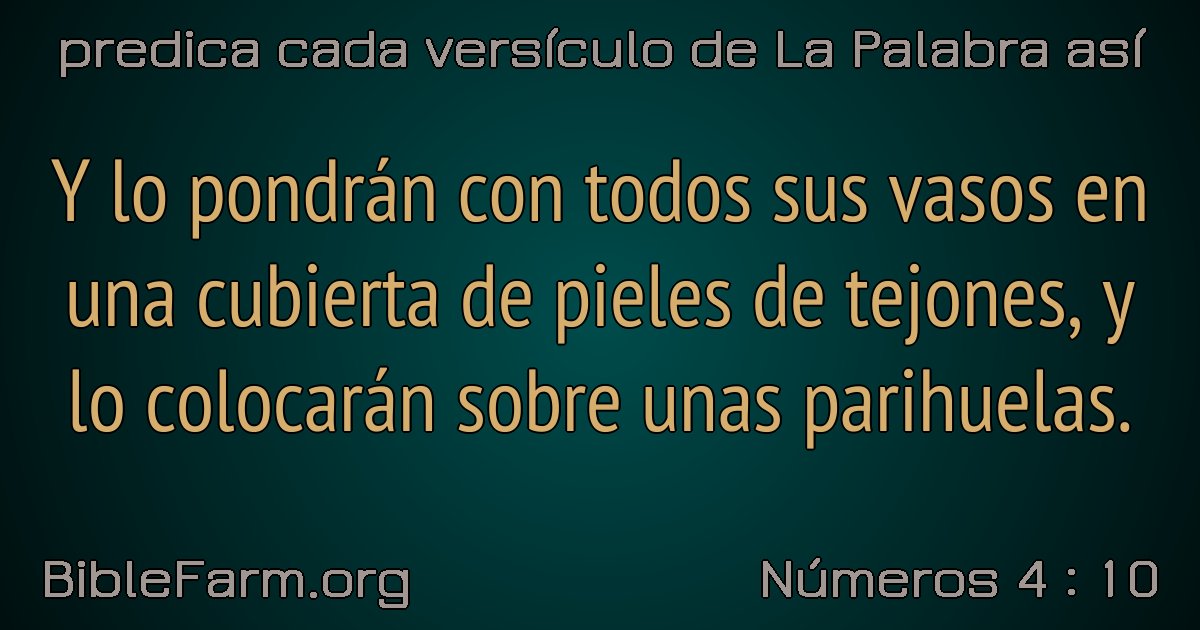 predica cada versículo de La Palabra así
Y lo pondrán con todos sus vasos en
una cubierta de pieles de tejones, y
lo colocarán sobre unas parihuelas.
BibleFarm.org
Números 4 : 10